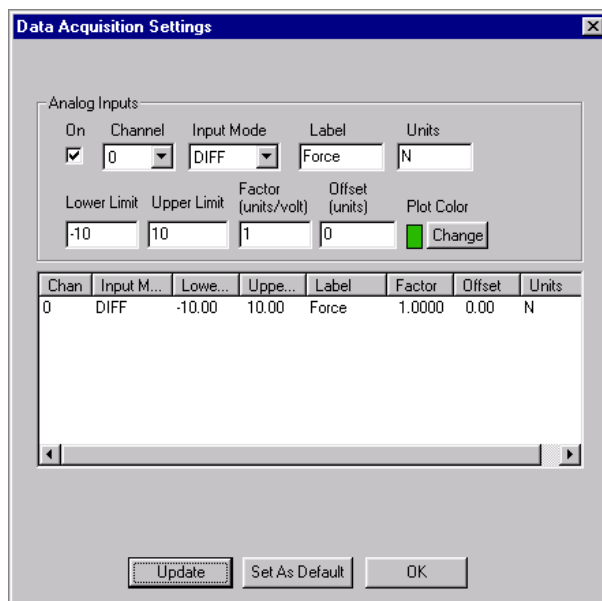 Data Acquisition Settings
Analog Inputs
On Channel Input Mode Label Units
0 DIFF Force N
Lower Limit Upper Limit Factor (units/volt) Offset (units) Plot Color
-10 10 1 0 Change
Chan Input M... Lowe... Uppe... Label Factor Offset Units
0 DIFF -10.00 10.00 Force 1.0000 0.00 N
Update Set As Default OK